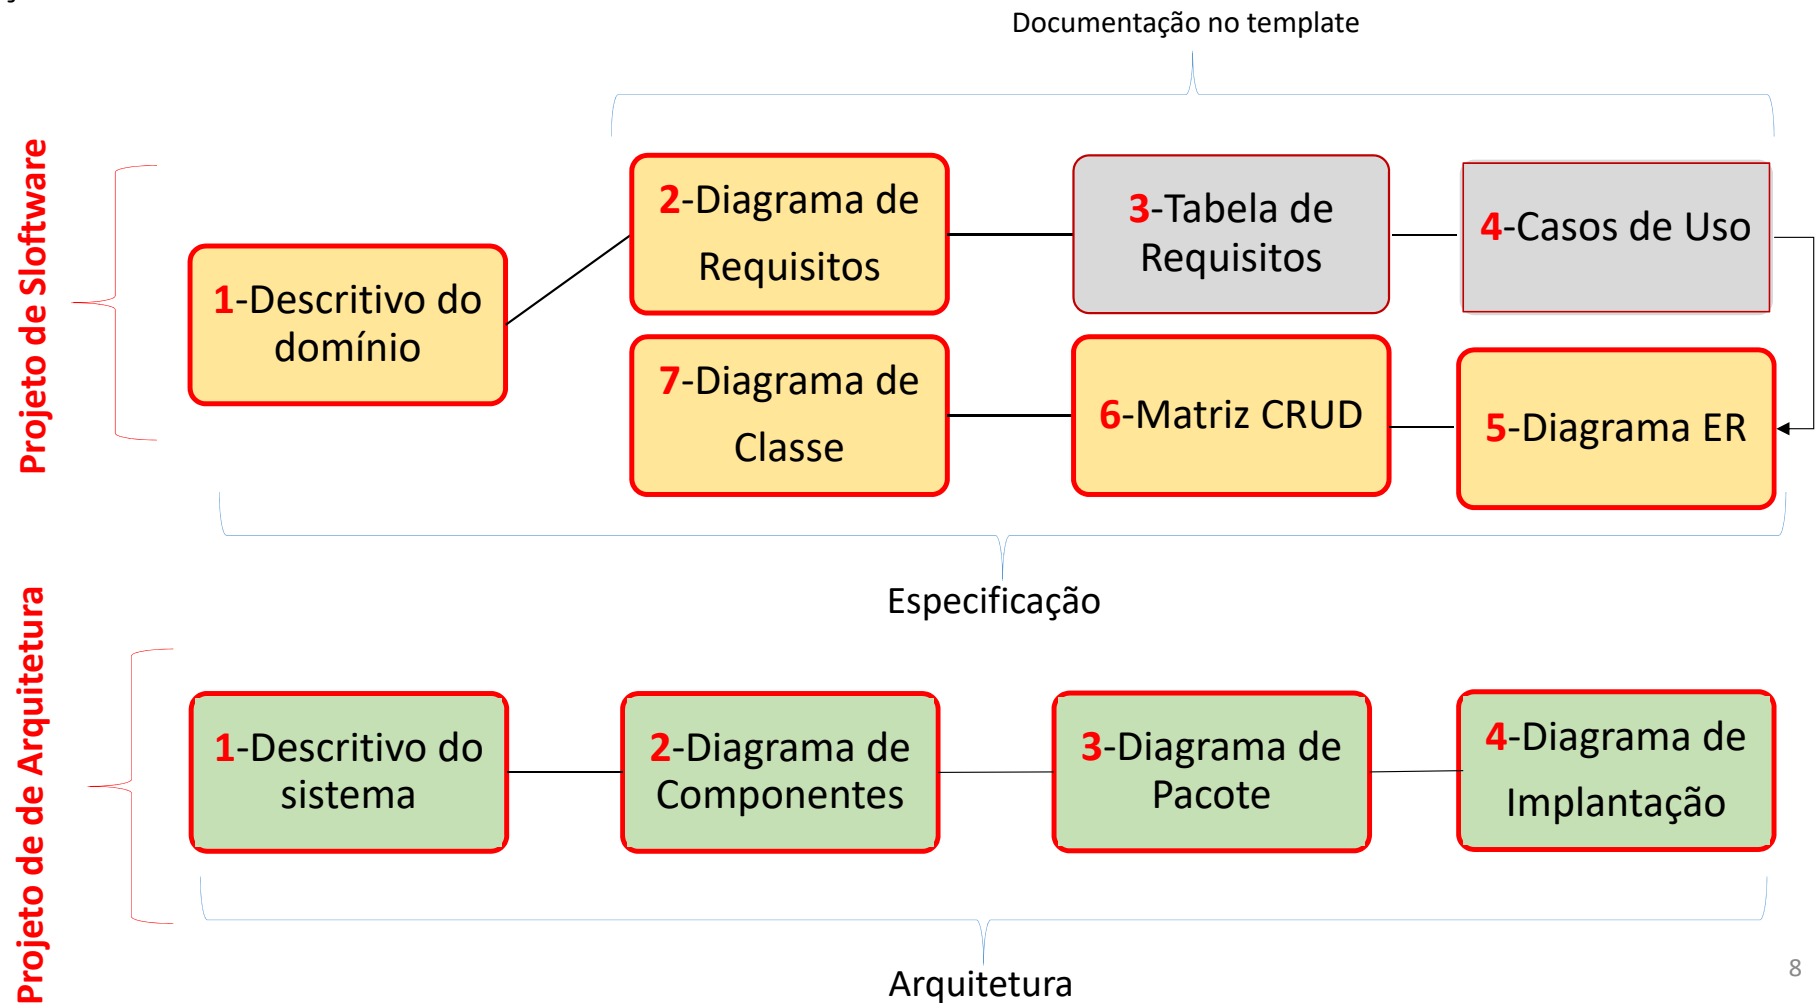 Documentação no template
Projeto de Sloftware
2-Diagrama de
Requisitos
3-Tabela de
Requisitos
4-Casos de Uso
1-Descritivo do
domínio
7-Diagrama de
Classe
6-Matriz CRUD
5-Diagrama ER
Especificação
Projeto de de Arquitetura
1-Descritivo do
sistema
2-Diagrama de
Componentes
3-Diagrama de
Pacote
4-Diagrama de
Implantação
Arquitetura
8